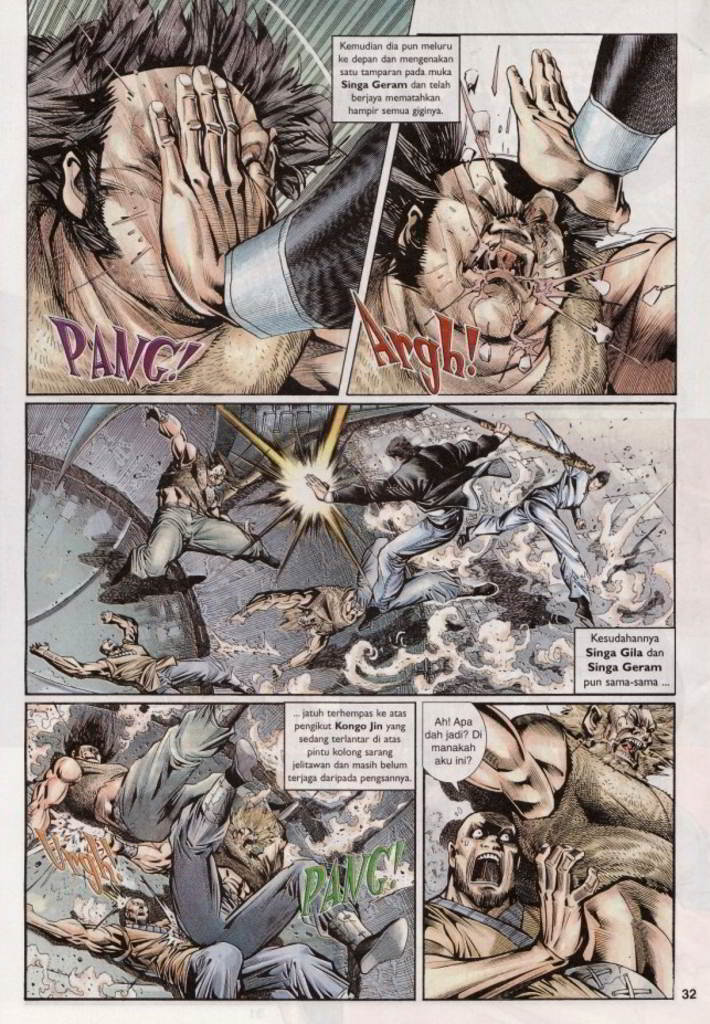 Kemudian dia pun meluru
ke depan dan mengenakan
satu tamparan pada muka
Singa Geram dan telah
berjaya mematahkan
hampir semua giginya.
PANG!
Argh!
Kesudahannya
Singa Gila dan
Singa Geram
pun sama-sama ...
... jatuh terhempas ke atas
pengikut Kongo Jin yang
sedang terlantar di atas
pintu kolong sarang
jelitawan dan masih belum
terjaga daripada pengsannya.
Urngh!
PANG!
Ah! Apa
dah jadi? Di
manakah
aku ini?
32